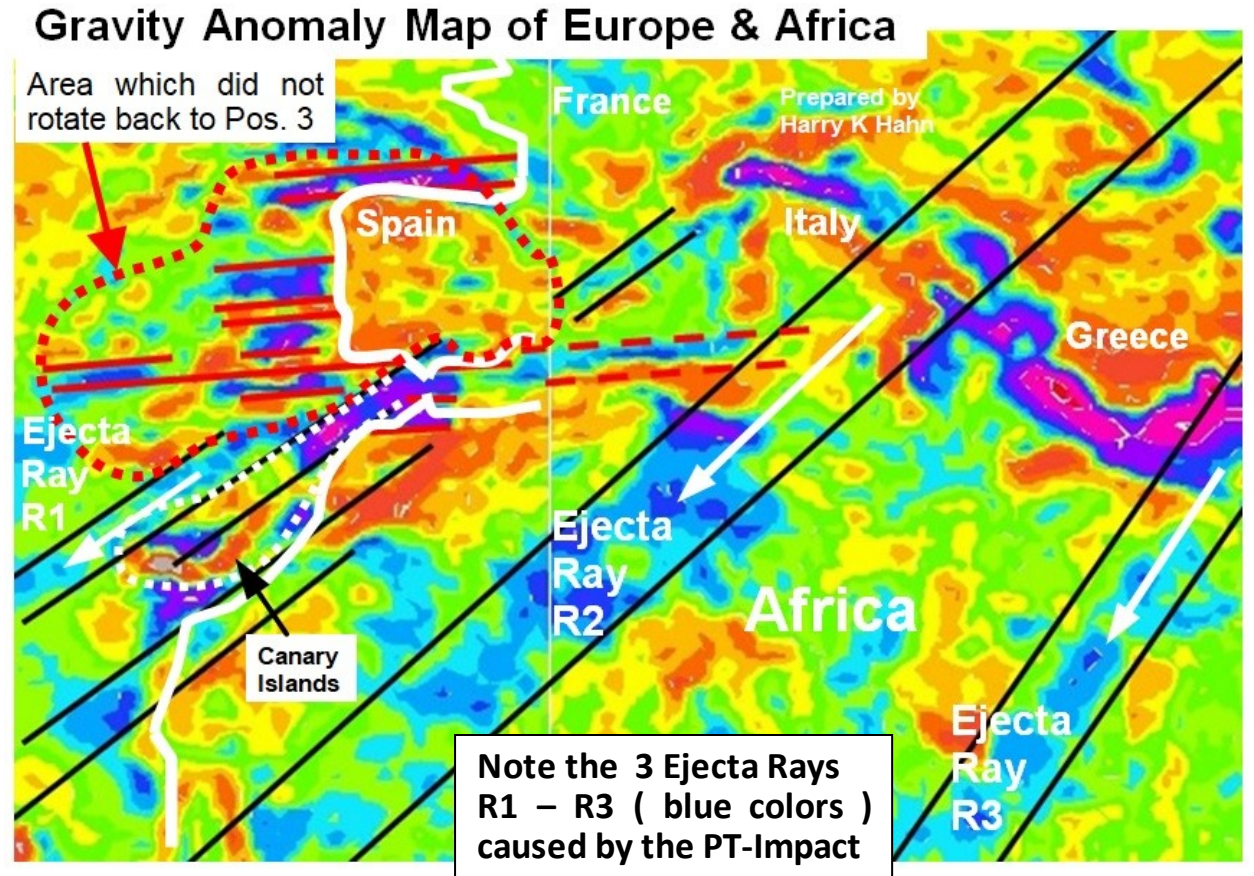 Gravity Anomaly Map of Europe & Africa
Area which did not
rotate back to Pos. 3
France
Prepared by
Harry K Hahn
Spain
Italy
Greece
Ejecta
Ray
R1
Ejecta
Ray
R2
Africa
Canary
Islands
Ejecta
Ray
R3
Note the 3 Ejecta Rays
R1 – R3 ( blue colors )
caused by the PT-Impact